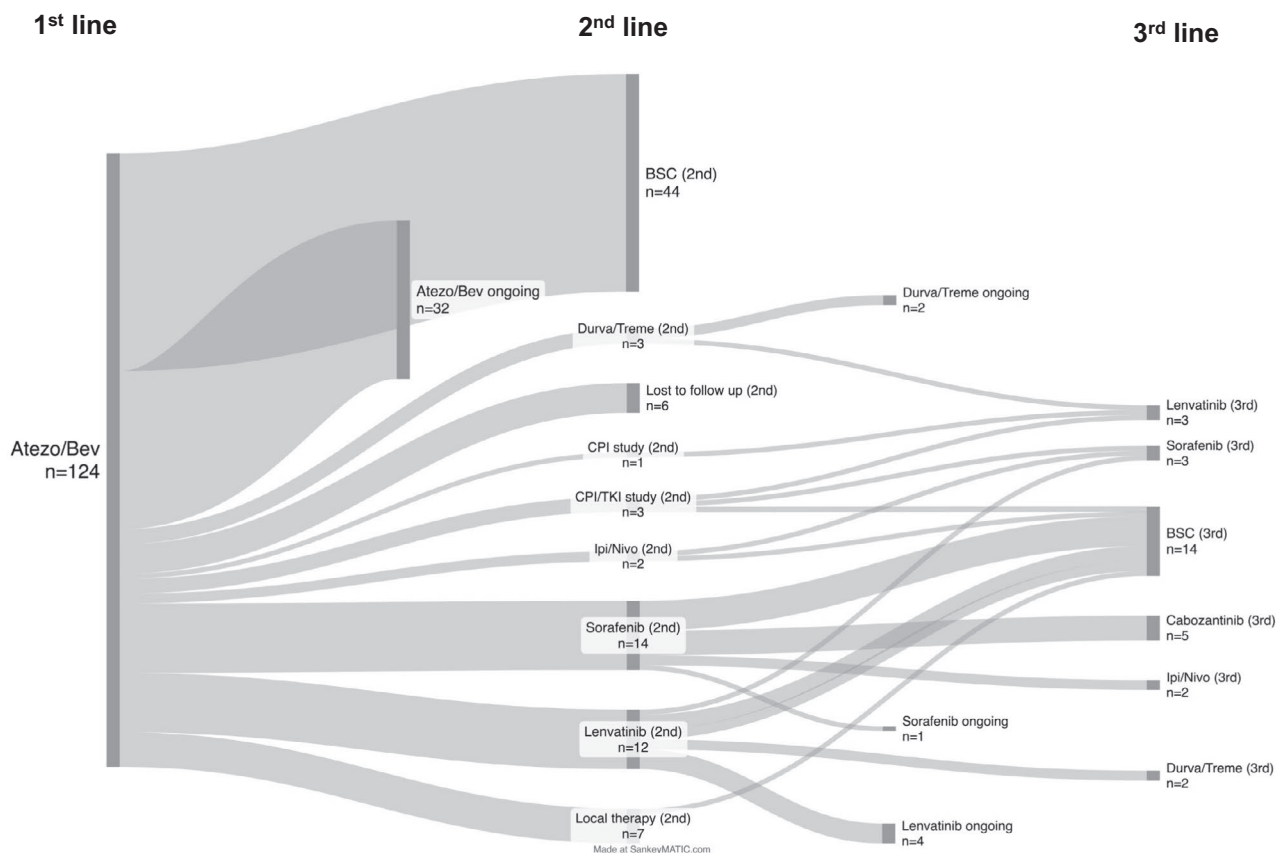 1st line
2nd line
3rd line
Atezo/Bev
n=124
Atezo/Bev ongoing
n=32
BSC (2nd)
n=44
Durva/Treme (2nd)
n=3
Lost to follow up (2nd)
n=6
CPI study (2nd)
n=1
CPI/TKI study (2nd)
n=3
Ipi/Nivo (2nd)
n=2
Sorafenib (2nd)
n=14
Lenvatinib (2nd)
n=12
Local therapy (2nd)
n=7
Durva/Treme ongoing
n=2
Sorafenib ongoing
n=1
Lenvatinib ongoing
n=4
Lenvatinib (3rd)
n=3
Sorafenib (3rd)
n=3
BSC (3rd)
n=14
Cabozantinib (3rd)
n=5
Ipi/Nivo (3rd)
n=2
Durva/Treme (3rd)
n=2
Made at SankeyMATIC.com